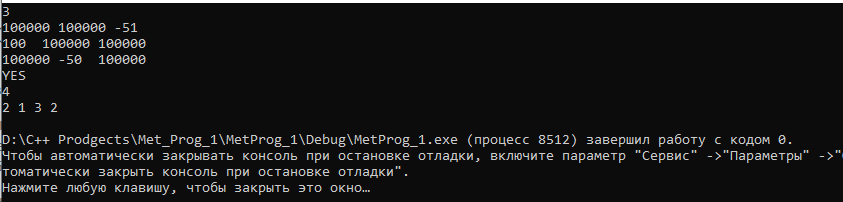 3
100000 100000 -51
100  100000 100000
100000 -50  100000
YES
4
2 1 3 2
D:\C++ Prodgects\Met_Prog_1\MetProg_1\Debug\MetProg_1.exe (процесс 8512) завершил работу с кодом 0.
Чтобы автоматически закрывать консоль при остановке отладки, включите параметр "Сервис" ->"Параметры" ->"
томатически закрыть консоль при остановке отладки".
Нажмите любую клавишу, чтобы закрыть это окно…